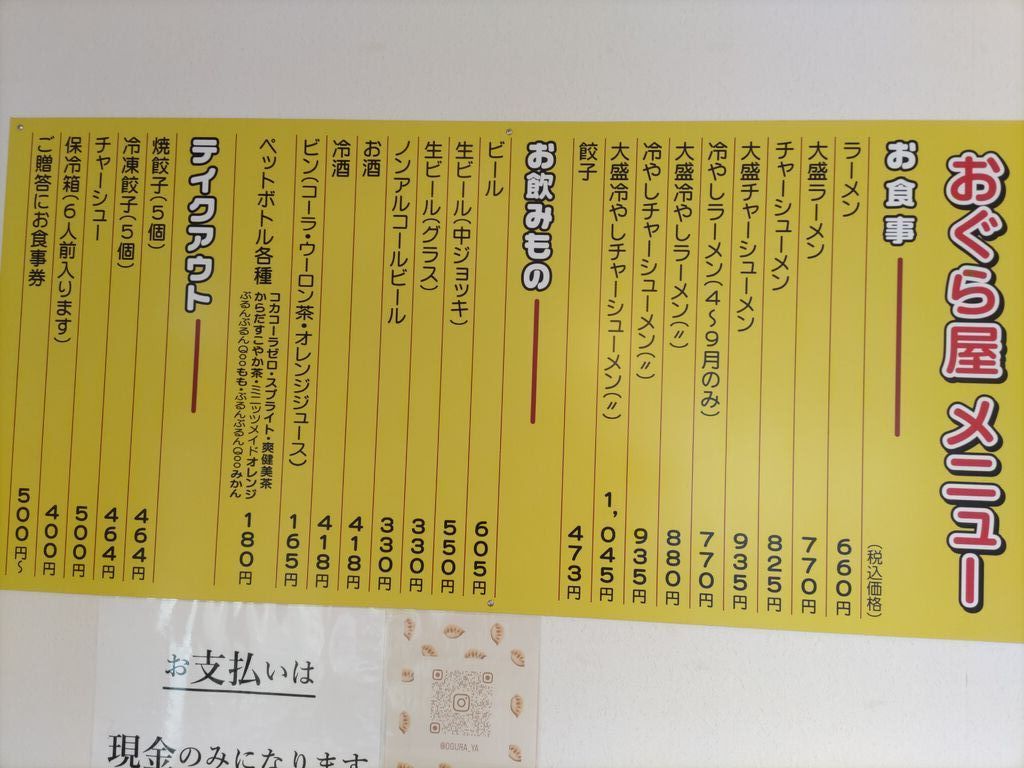 おぐら屋 メニュー
お食事
(税込価格)
ラーメン 660円
大盛ラーメン 770円
チャーシューメン 825円
大盛チャーシューメン 935円
冷やしラーメン(4〜9月のみ) 770円
大盛冷やしラーメン(〃) 880円
冷やしチャーシューメン(〃) 935円
大盛冷やしチャーシューメン(〃) 1,045円
餃子 473円
お飲みもの
ビール 605円
生ビール(中ジョッキ) 550円
生ビール(グラス) 330円
ノンアルコールビール 330円
お酒 418円
冷酒 418円
ビン(コーラ・ウーロン茶・オレンジジュース) 165円
ペットボトル各種 180円
コカコーラゼロ・スプライト・爽健美茶
からだすこやか茶・ミニッツメイドオレンジ
ぷるんぷるんQooもも・ぷるんぷるんQooみかん
テイクアウト
焼餃子(5個) 464円
冷凍餃子(5個) 464円
チャーシュー 500円
保冷箱(6人前入ります) 400円
ご贈答にお食事券 500円〜
お支払いは
現金のみになります
@OGURA_YA